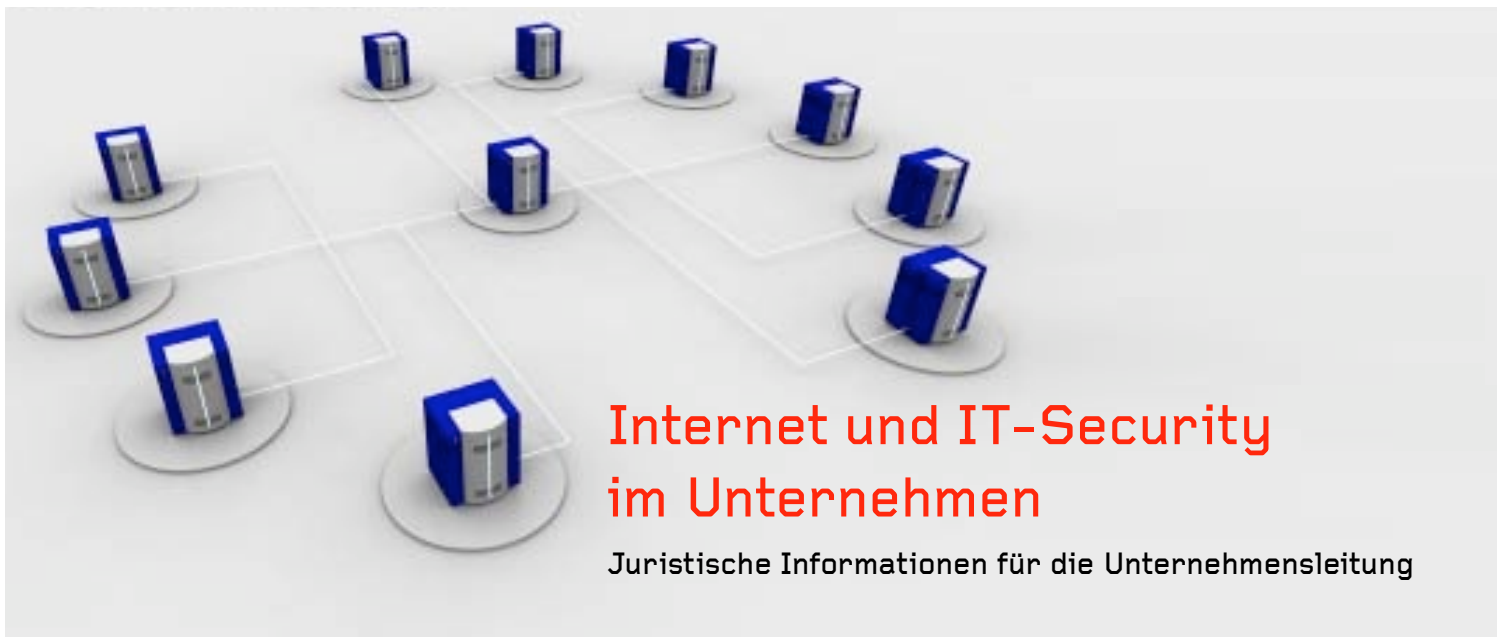 Internet und IT-Security
im Unternehmen
Juristische Informationen für die Unternehmensleitung